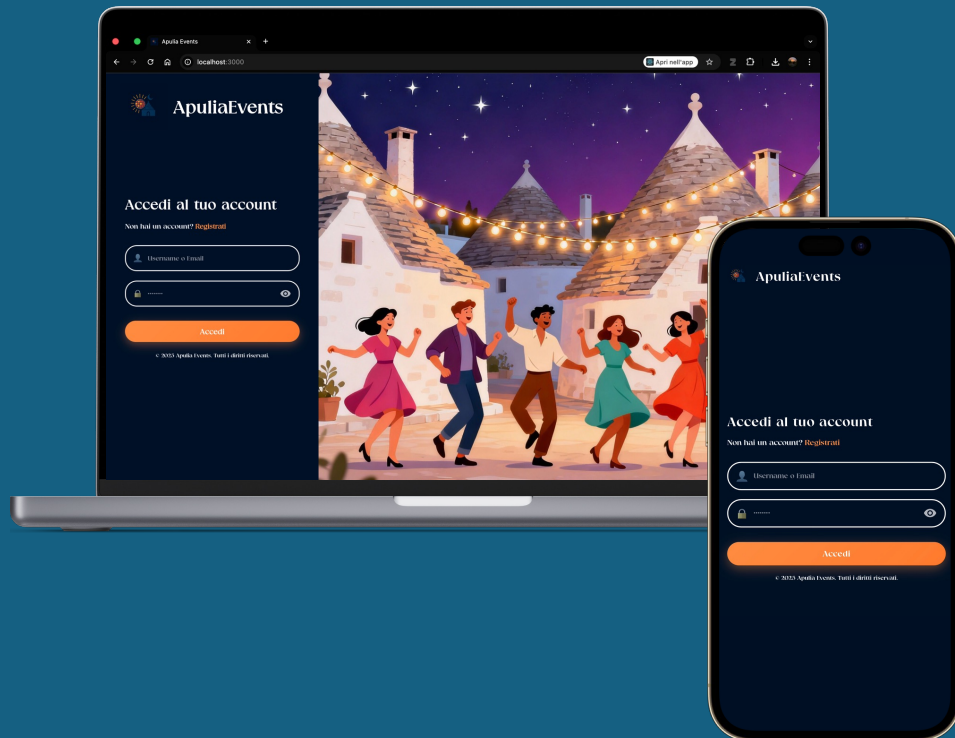 Apulia Events
localhost:3000
Apri nell'app
ApuliaEvents
Accedi al tuo account
Non hai un account? Registrati
Username o Email
········
Accedi
© 2025 Apulia Events. Tutti i diritti riservati.
ApuliaEvents
Accedi al tuo account
Non hai un account? Registrati
Username o Email
········
Accedi
© 2025 Apulia Events. Tutti i diritti riservati.